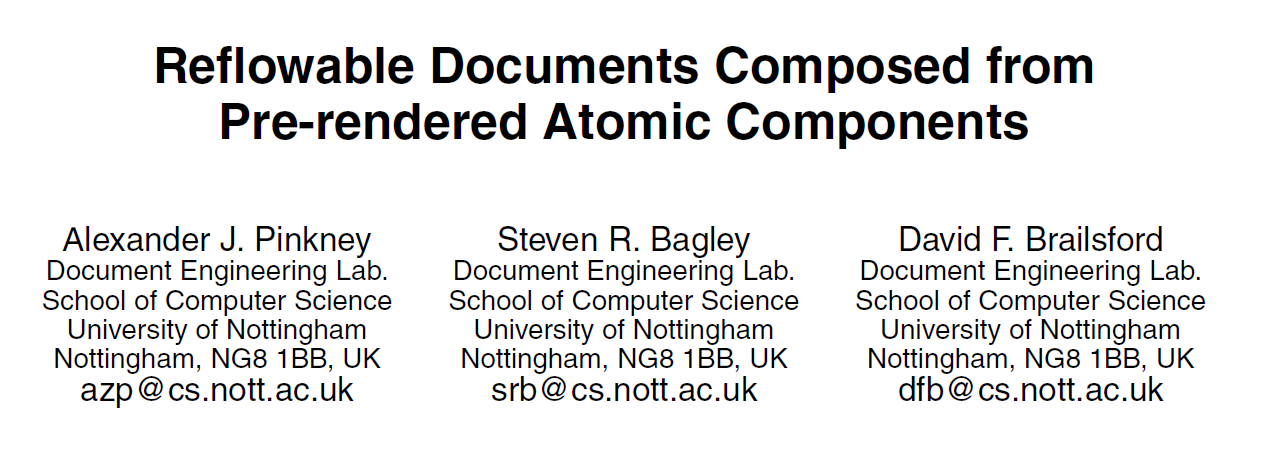 Reflowable Documents Composed from
Pre-rendered Atomic Components
Alexander J. Pinkney
Document Engineering Lab.
School of Computer Science
University of Nottingham
Nottingham, NG8 1BB, UK
azp@cs.nott.ac.uk
Steven R. Bagley
Document Engineering Lab.
School of Computer Science
University of Nottingham
Nottingham, NG8 1BB, UK
srb@cs.nott.ac.uk
David F. Brailsford
Document Engineering Lab.
School of Computer Science
University of Nottingham
Nottingham, NG8 1BB, UK
dfb@cs.nott.ac.uk